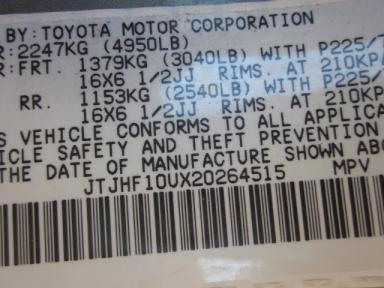 BY: TOYOTA MOTOR CORPORATION
R: 2247KG (4950LB)
R: FRT. 1379KG (3040LB) WITH P225/7
16X6 1/2JJ RIMS. AT 210KPA
RR. 1153KG (2540LB) WITH P225/
16X6 1/2JJ RIMS. AT 210KP
S VEHICLE CONFORMS TO ALL APPLICA
ICLE SAFETY AND THEFT PREVENTION
THE DATE OF MANUFACTURE SHOWN ABO
JTJHF10UX20264515 MPV